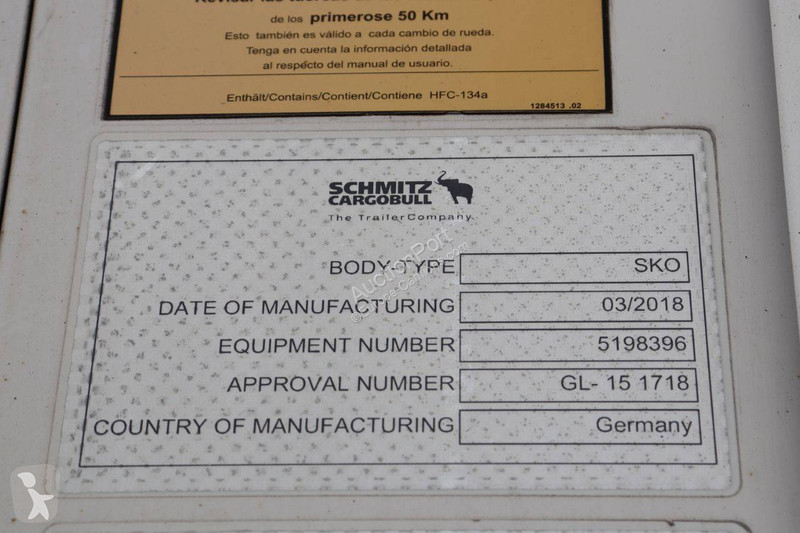 de los primerose 50 Km
Esto también es válido a cada cambio de rueda.
Tenga en cuenta la información detallada
al respecto del manual de usuario.
Enthält/Contains/Contient/Contiene HFC-134a
1284513 .02
SCHMITZ
CARGOBULL
The Trailer Company.
BODY-TYPE SKO
DATE OF MANUFACTURING 03/2018
EQUIPMENT NUMBER 5198396
APPROVAL NUMBER GL- 15 1718
COUNTRY OF MANUFACTURING Germany